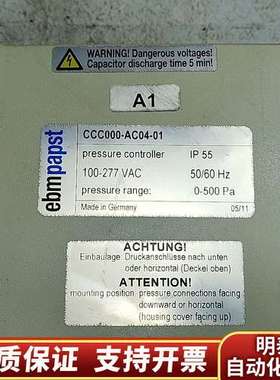 WARNING! Dangerous voltages!
Capacitor discharge time 5 min!
A1
ebmpapst
CCC000-AC04-01
pressure controller IP 55
100-277 VAC 50/60 Hz
pressure range: 0-500 Pa
Made in Germany 05/11
ACHTUNG!
Einbaulage: Druckanschlüsse nach unten
oder horizontal (Deckel oben)
ATTENTION!
mounting position: pressure connections facing
downward or horizontal
(housing cover facing up)
质保证 支持开票
自动化